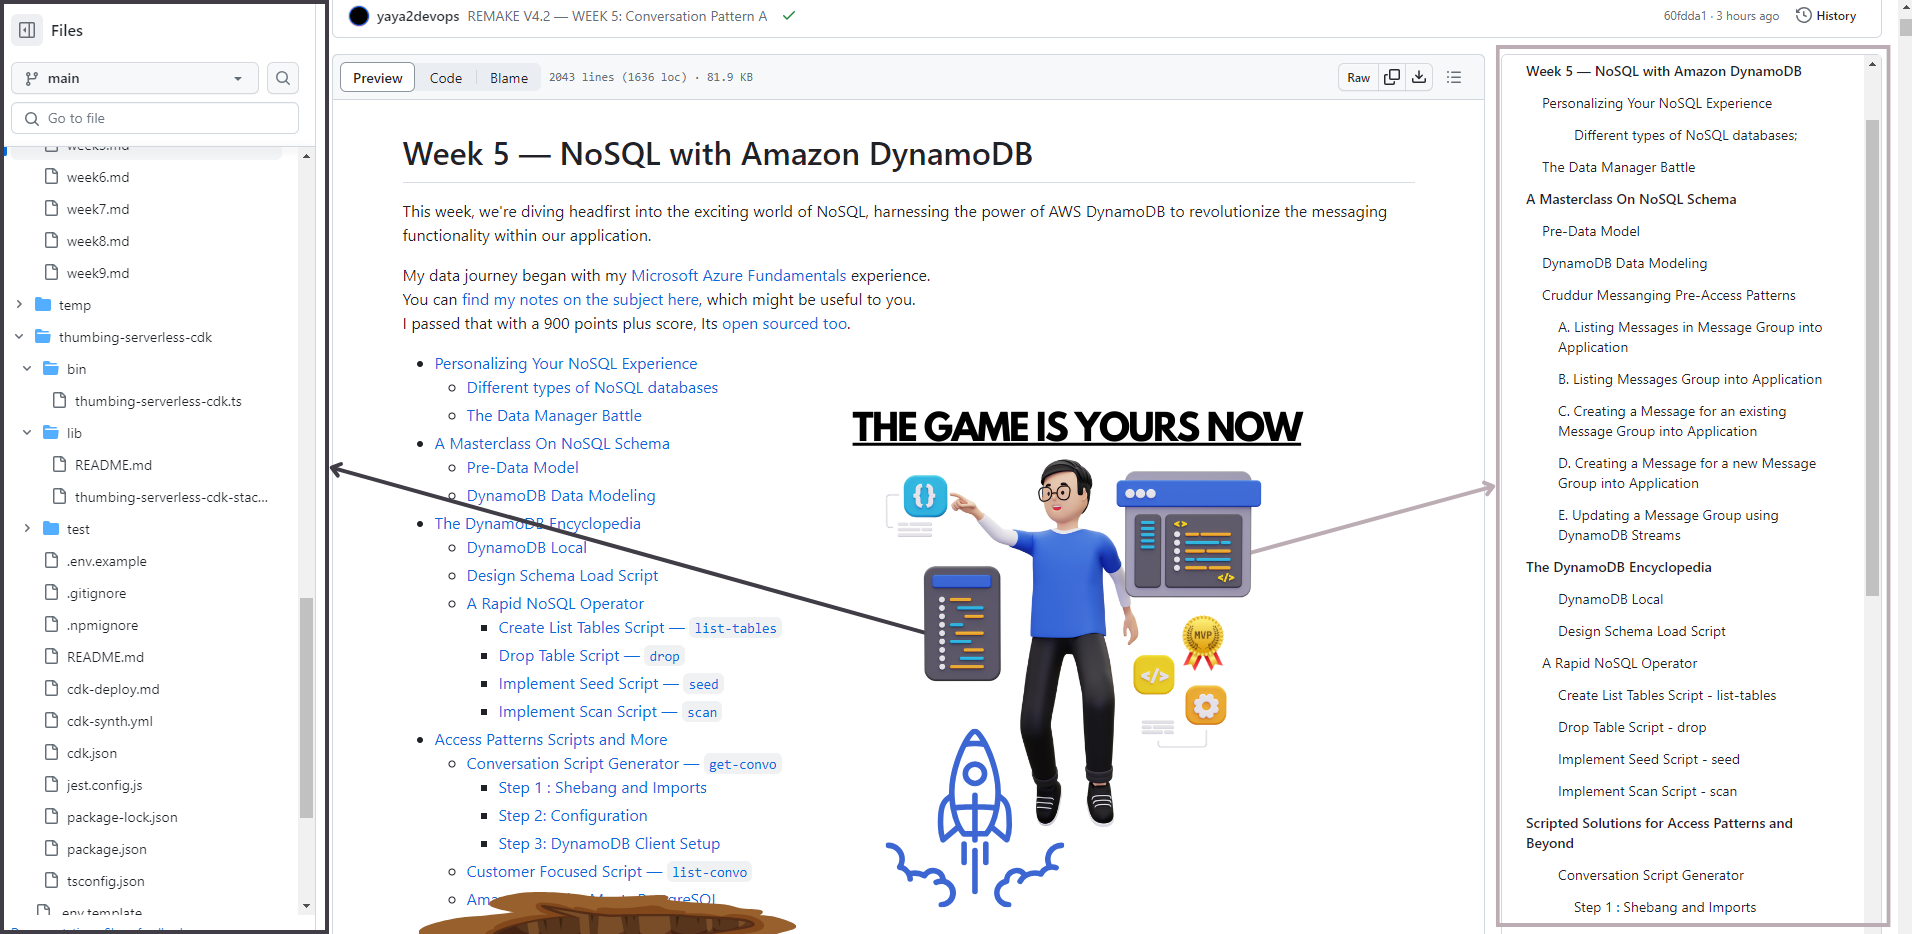 Files
main
Go to file
week5.md
week6.md
week7.md
week8.md
week9.md
temp
thumbing-serverless-cdk
bin
thumbing-serverless-cdk.ts
lib
README.md
thumbing-serverless-cdk-stac...
test
.env.example
.gitignore
.npmignore
README.md
cdk-deploy.md
cdk-synth.yml
cdk.json
jest.config.js
package-lock.json
package.json
tsconfig.json
.env.template
yaya2devops REMAKE V4.2 — WEEK 5: Conversation Pattern A
60fdda1 · 3 hours ago
History
Preview
Code
Blame
2043 lines (1636 loc) · 81.9 KB
Raw
Week 5 — NoSQL with Amazon DynamoDB
This week, we're diving headfirst into the exciting world of NoSQL, harnessing the power of AWS DynamoDB to revolutionize the messaging
functionality within our application.
My data journey began with my Microsoft Azure Fundamentals experience.
You can find my notes on the subject here, which might be useful to you.
I passed that with a 900 points plus score, Its open sourced too.
Personalizing Your NoSQL Experience
Different types of NoSQL databases
The Data Manager Battle
A Masterclass On NoSQL Schema
Pre-Data Model
DynamoDB Data Modeling
The DynamoDB Encyclopedia
DynamoDB Local
Design Schema Load Script
A Rapid NoSQL Operator
Create List Tables Script — list-tables
Drop Table Script — drop
Implement Seed Script — seed
Implement Scan Script — scan
Access Patterns Scripts and More
Conversation Script Generator — get-convo
Step 1 : Shebang and Imports
Step 2: Configuration
Step 3: DynamoDB Client Setup
Customer Focused Script — list-convo
THE GAME IS YOURS NOW
{}
<>
</>
MVP
</>
Week 5 — NoSQL with Amazon DynamoDB
Personalizing Your NoSQL Experience
Different types of NoSQL databases;
The Data Manager Battle
A Masterclass On NoSQL Schema
Pre-Data Model
DynamoDB Data Modeling
Cruddur Messanging Pre-Access Patterns
A. Listing Messages in Message Group into
Application
B. Listing Messages Group into Application
C. Creating a Message for an existing
Message Group into Application
D. Creating a Message for a new Message
Group into Application
E. Updating a Message Group using
DynamoDB Streams
The DynamoDB Encyclopedia
DynamoDB Local
Design Schema Load Script
A Rapid NoSQL Operator
Create List Tables Script - list-tables
Drop Table Script - drop
Implement Seed Script - seed
Implement Scan Script - scan
Scripted Solutions for Access Patterns and
Beyond
Conversation Script Generator
Step 1 : Shebang and Imports